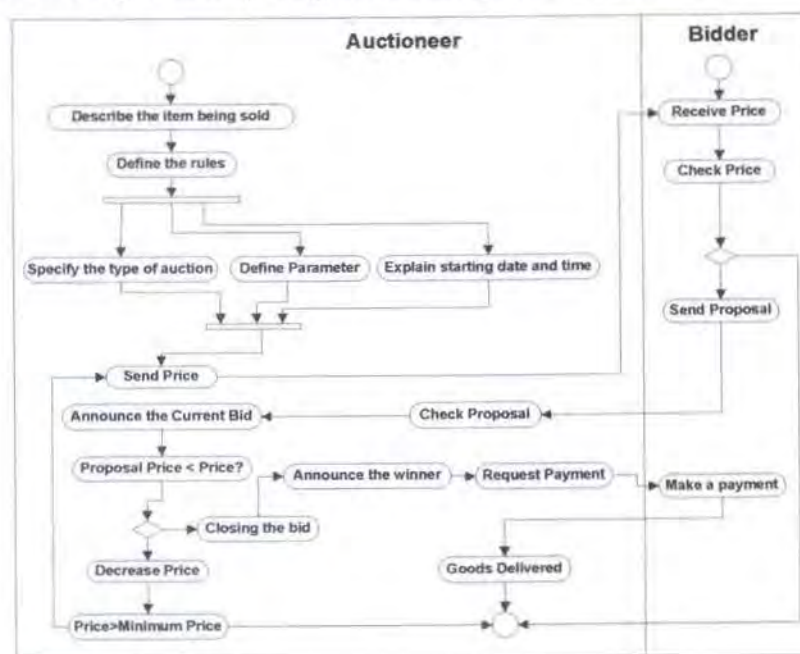 Auctioneer
Bidder
Describe the item being sold
Receive Price
Define the rules
Check Price
Specify the type of auction
Define Parameter
Explain starting date and time
Send Proposal
Send Price
Announce the Current Bid
Check Proposal
Proposal Price < Price?
Announce the winner
Request Payment
Make a payment
Closing the bid
Decrease Price
Goods Delivered
Price>Minimum Price